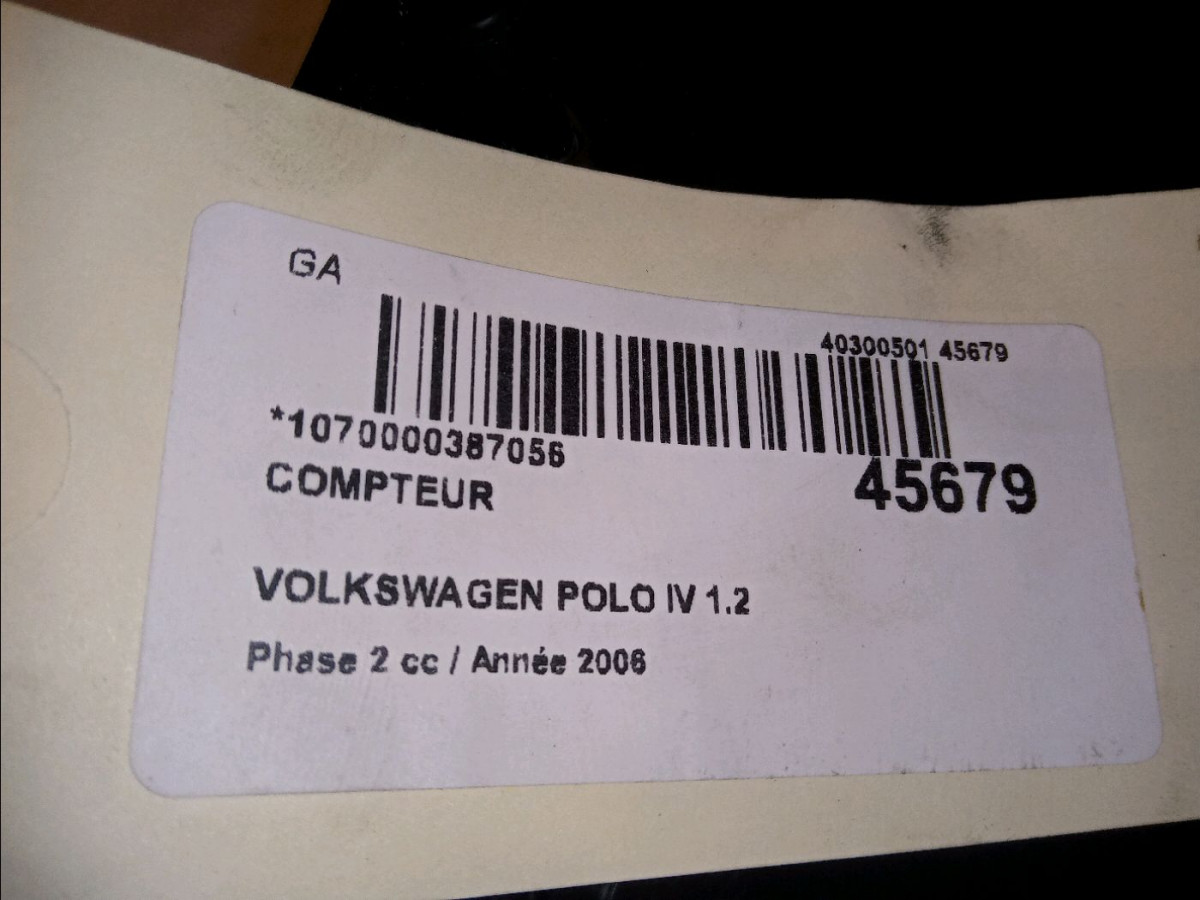 GA
40300501 45679
*1070000387056
45679
COMPTEUR
VOLKSWAGEN POLO IV 1.2
Phase 2 cc / Année 2006